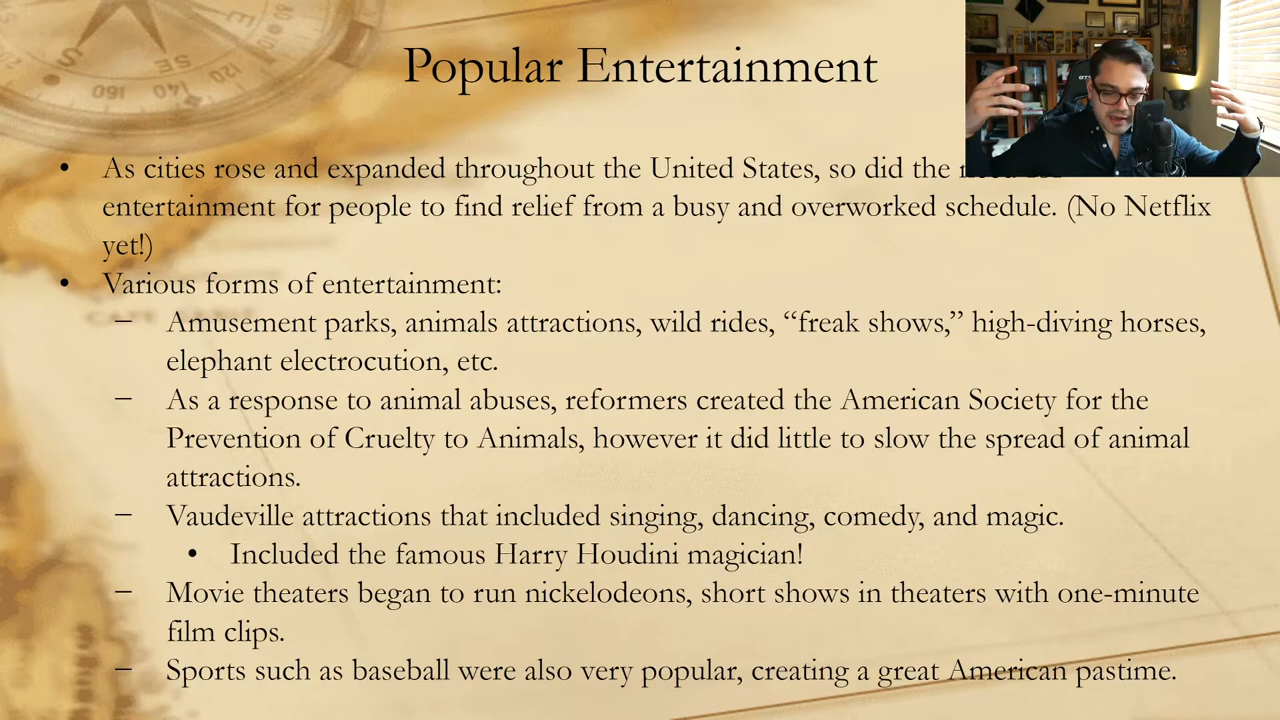 Popular Entertainment
• As cities rose and expanded throughout the United States, so did the
entertainment for people to find relief from a busy and overworked schedule. (No Netflix
yet!)
• Various forms of entertainment:
– Amusement parks, animals attractions, wild rides, “freak shows,” high-diving horses,
elephant electrocution, etc.
– As a response to animal abuses, reformers created the American Society for the
Prevention of Cruelty to Animals, however it did little to slow the spread of animal
attractions.
– Vaudeville attractions that included singing, dancing, comedy, and magic.
• Included the famous Harry Houdini magician!
– Movie theaters began to run nickelodeons, short shows in theaters with one-minute
film clips.
– Sports such as baseball were also very popular, creating a great American pastime.
S
SE
160
140
120
80